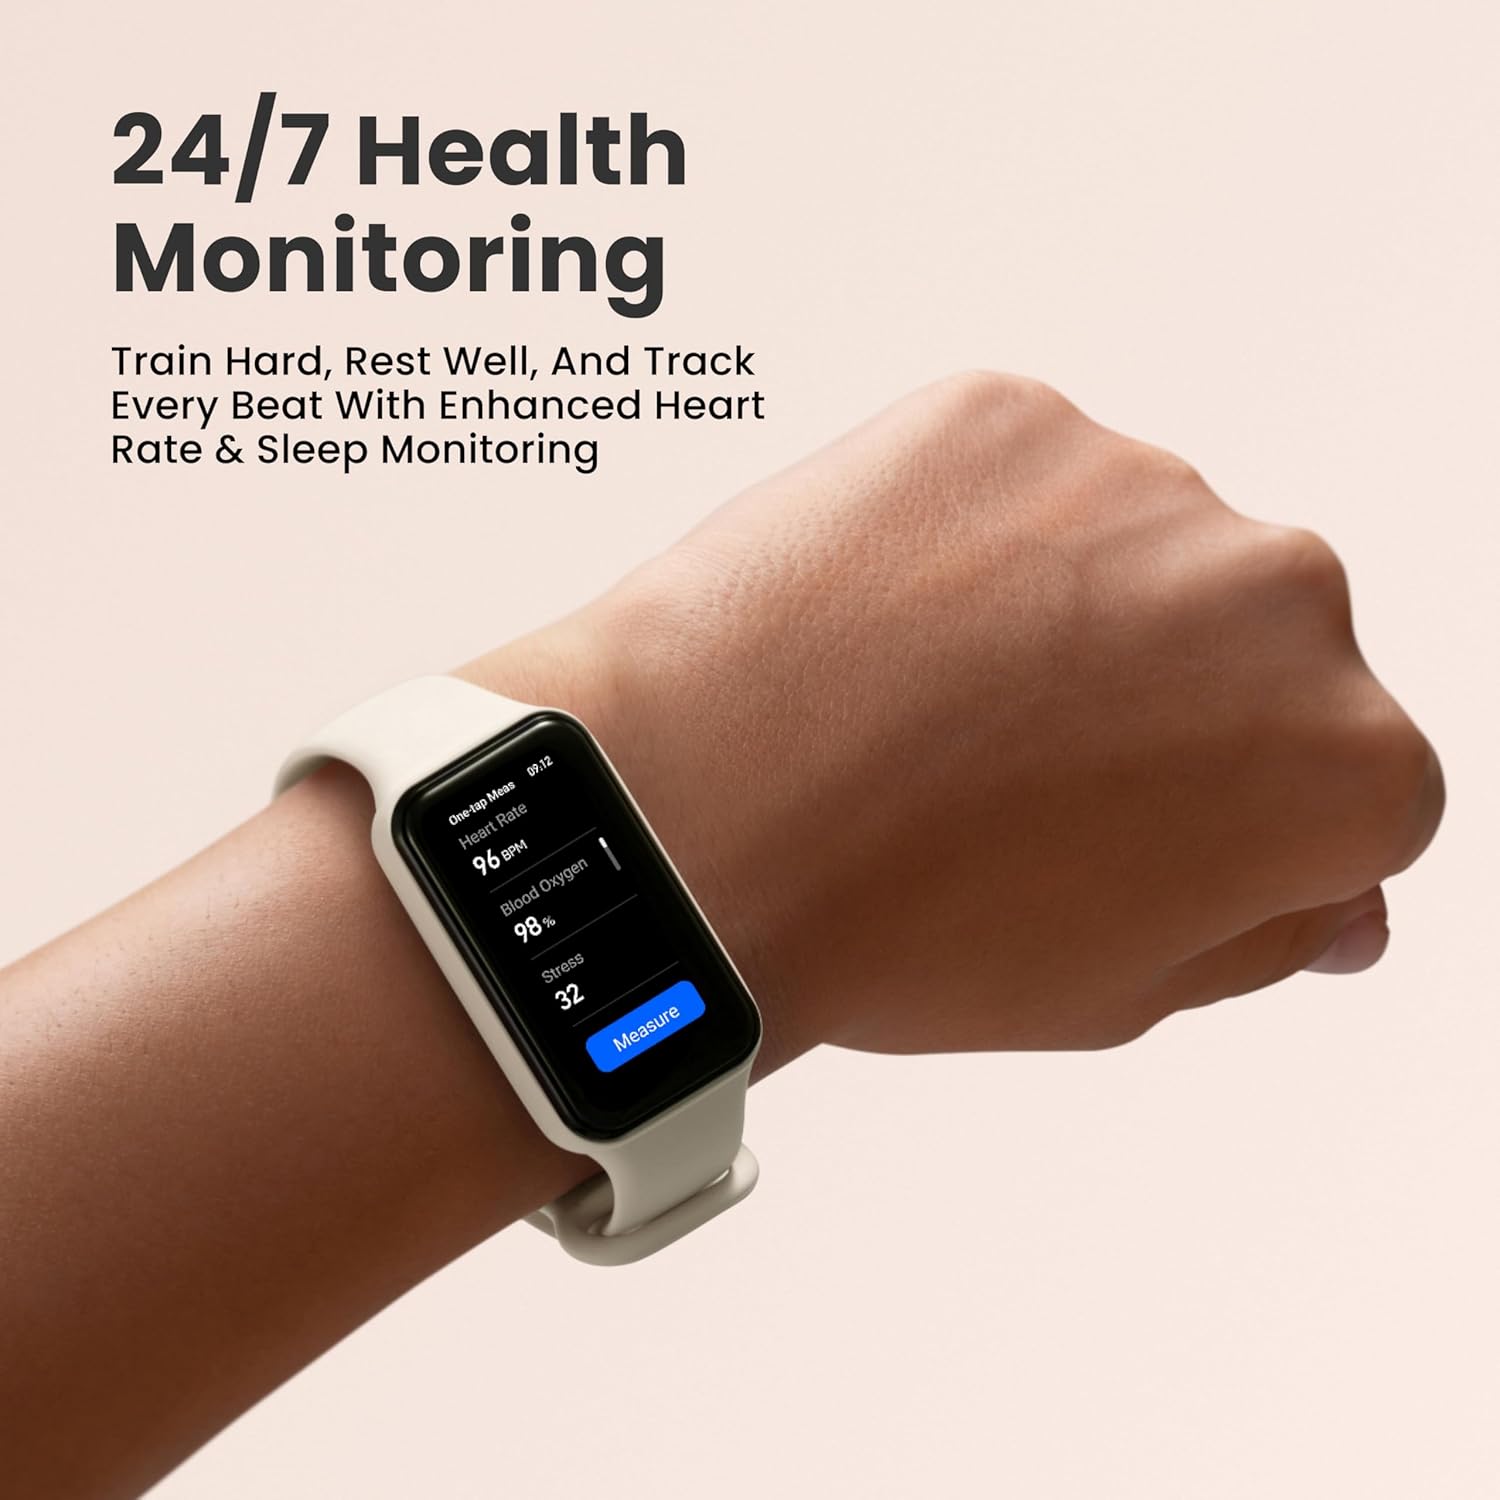 24/7 Health
Monitoring
Train Hard, Rest Well, And Track
Every Beat With Enhanced Heart
Rate & Sleep Monitoring
One-tap Meas 09:12
Heart Rate
96 BPM
Blood Oxygen
98 %
Stress
32
Measure